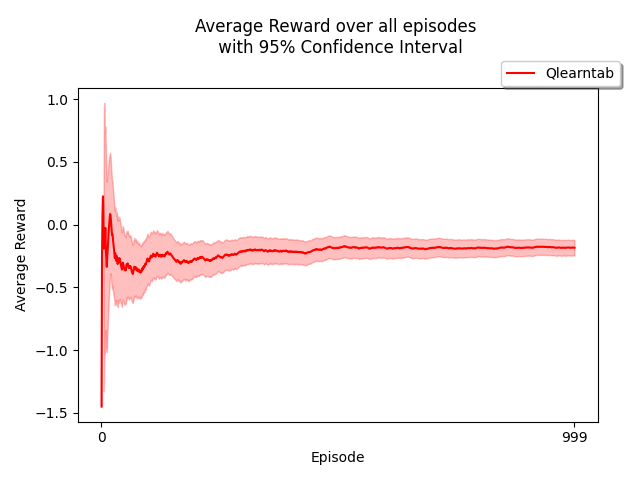 Average Reward over all episodes
with 95% Confidence Interval
Qlearntab
1.0
0.5
0.0
−0.5
−1.0
−1.5
Average Reward
0
999
Episode